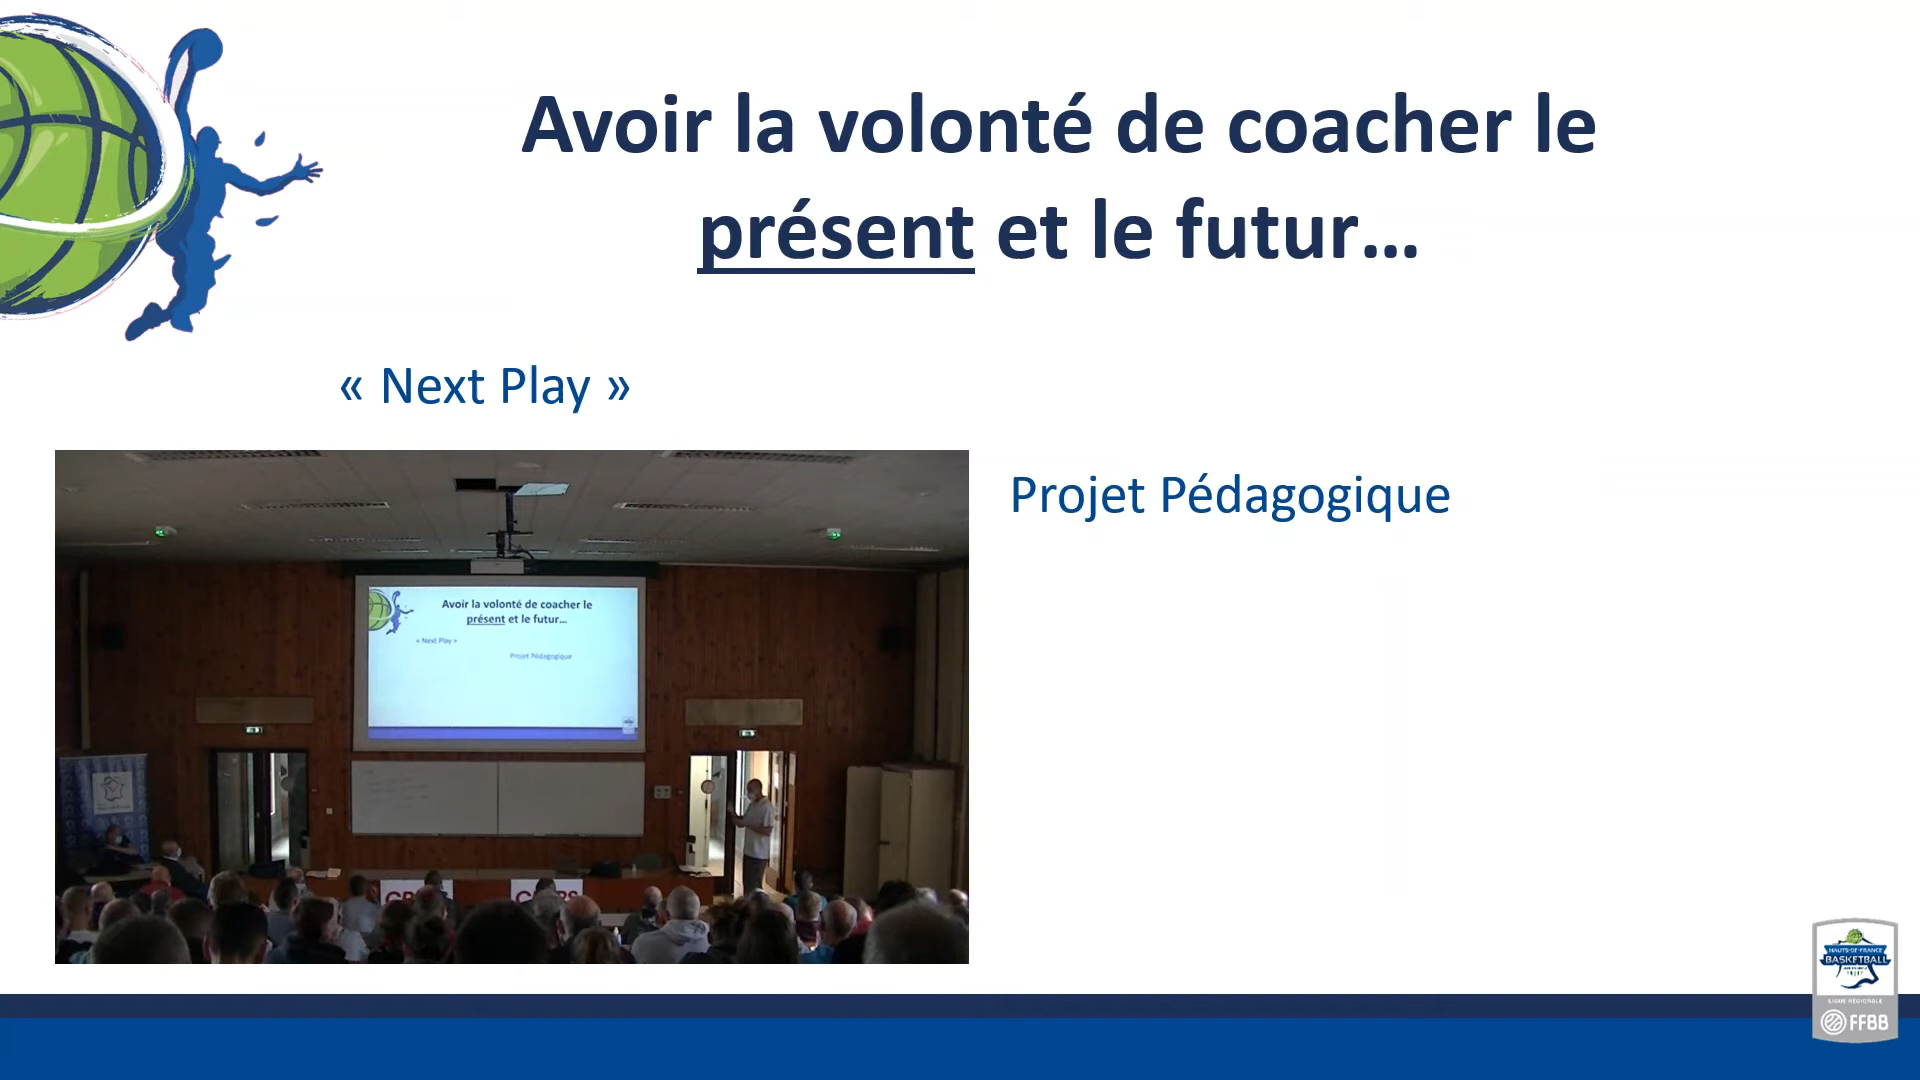 Avoir la volonté de coacher le
présent et le futur...
« Next Play »
Projet Pédagogique
Avoir la volonté de coacher le
présent et le futur...
« Next Play »
Projet Pédagogique
HAUTS-DE-FRANCE
BASKETBALL
LIGUE RÉGIONALE
FFBB